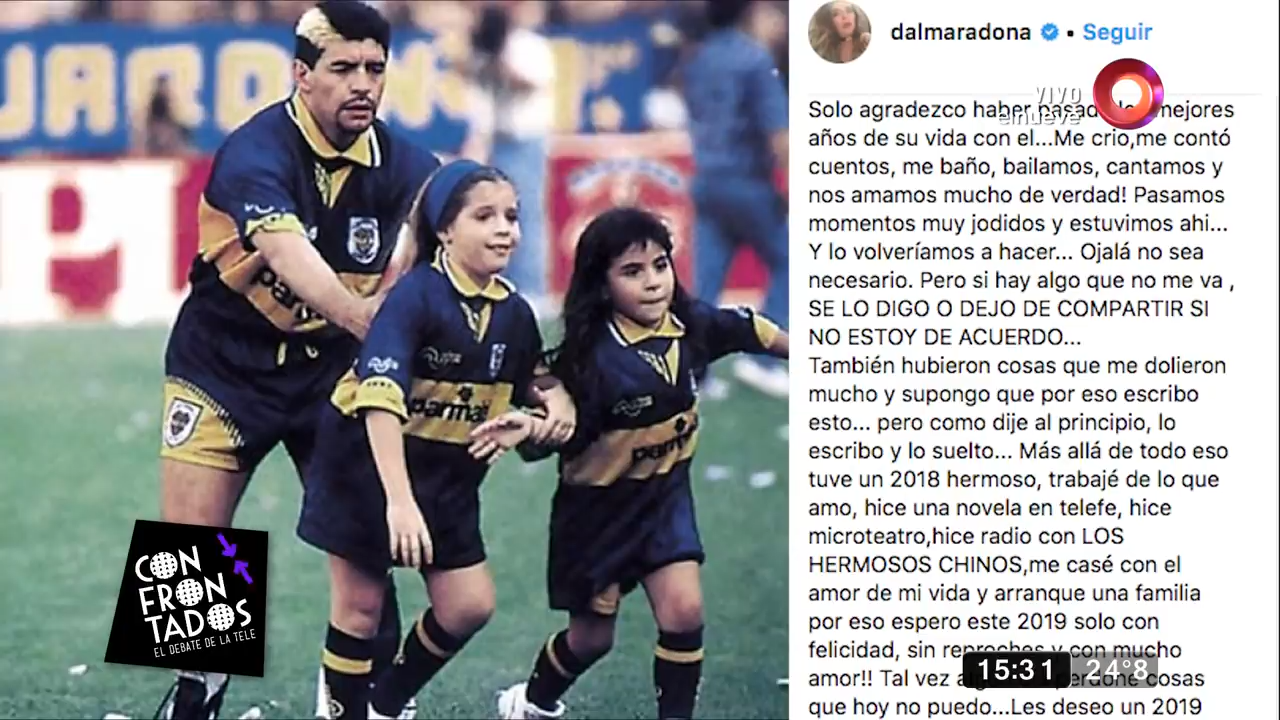 dalmaradona • Seguir
VIVO
elnueve
Solo agradezco haber pasado los mejores
años de su vida con el...Me crio,me contó
cuentos, me baño, bailamos, cantamos y
nos amamos mucho de verdad! Pasamos
momentos muy jodidos y estuvimos ahi...
Y lo volveríamos a hacer... Ojalá no sea
necesario. Pero si hay algo que no me va ,
SE LO DIGO O DEJO DE COMPARTIR SI
NO ESTOY DE ACUERDO...
También hubieron cosas que me dolieron
mucho y supongo que por eso escribo
esto... pero como dije al principio, lo
escribo y lo suelto... Más allá de todo eso
tuve un 2018 hermoso, trabajé de lo que
amo, hice una novela en telefe, hice
microteatro,hice radio con LOS
HERMOSOS CHINOS,me casé con el
amor de mi vida y arranque una familia
por eso espero este 2019 solo con
felicidad, sin reproches y con mucho
amor!! Tal vez perdone cosas
que hoy no puedo...Les deseo un 2019
15:31 24°8
parmalat
parmalat
CON
FRON
TADOS
EL DEBATE DE LA TELE